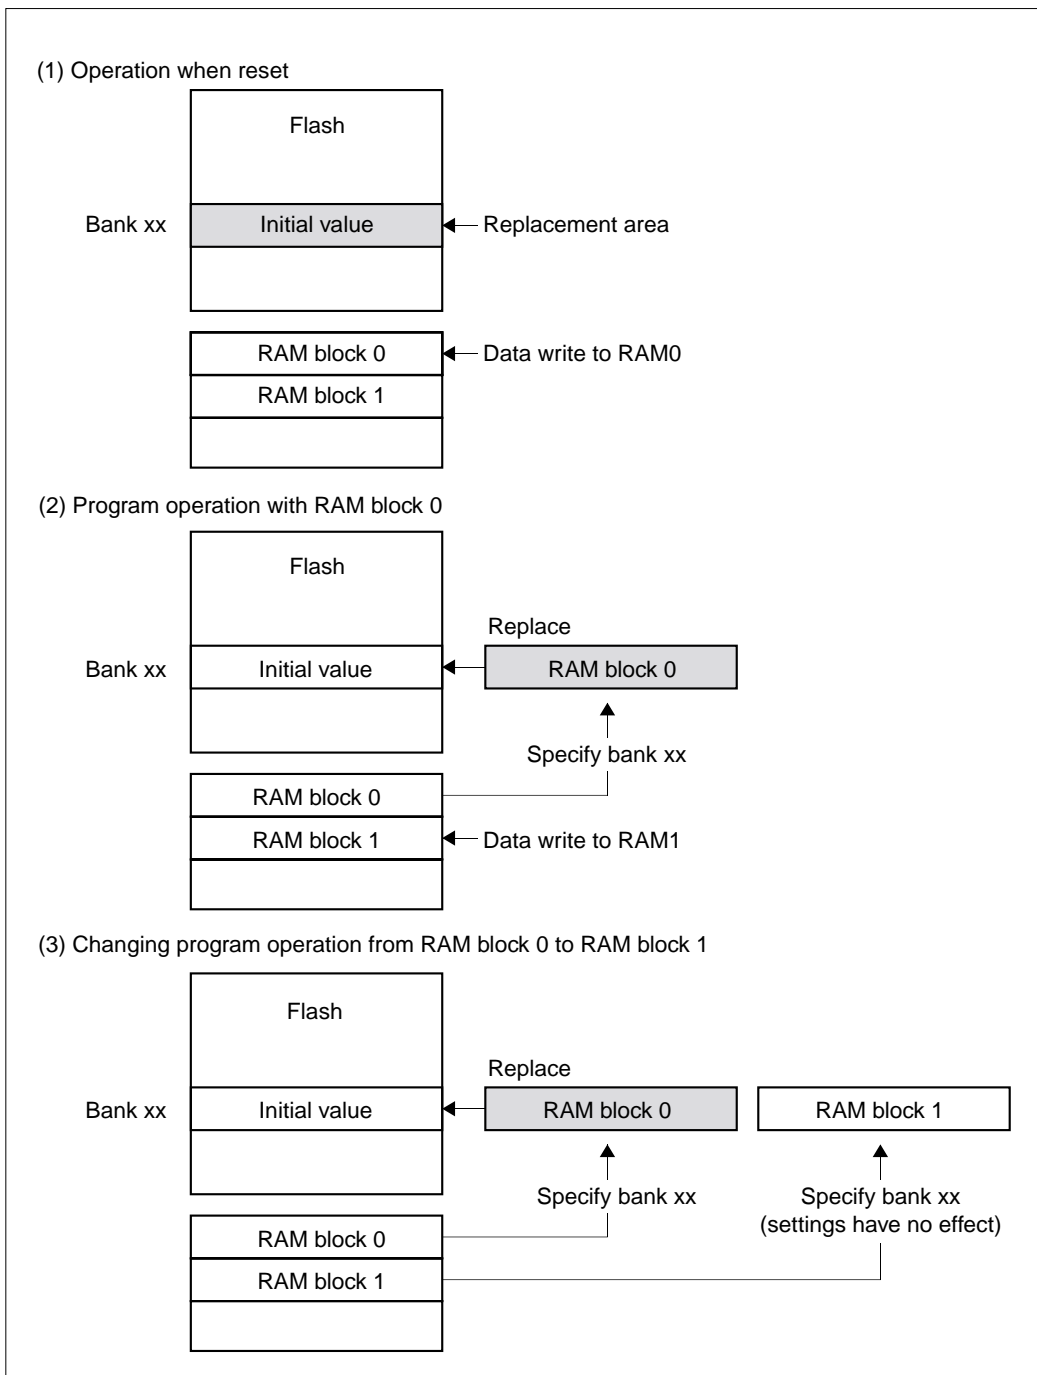 (1) Operation when reset
Flash
Bank xx
Initial value
Replacement area
RAM block 0
Data write to RAM0
RAM block 1
(2) Program operation with RAM block 0
Flash
Replace
Bank xx
Initial value
RAM block 0
Specify bank xx
RAM block 0
RAM block 1
Data write to RAM1
(3) Changing program operation from RAM block 0 to RAM block 1
Flash
Replace
Bank xx
Initial value
RAM block 0
RAM block 1
Specify bank xx
Specify bank xx
(settings have no effect)
RAM block 0
RAM block 1